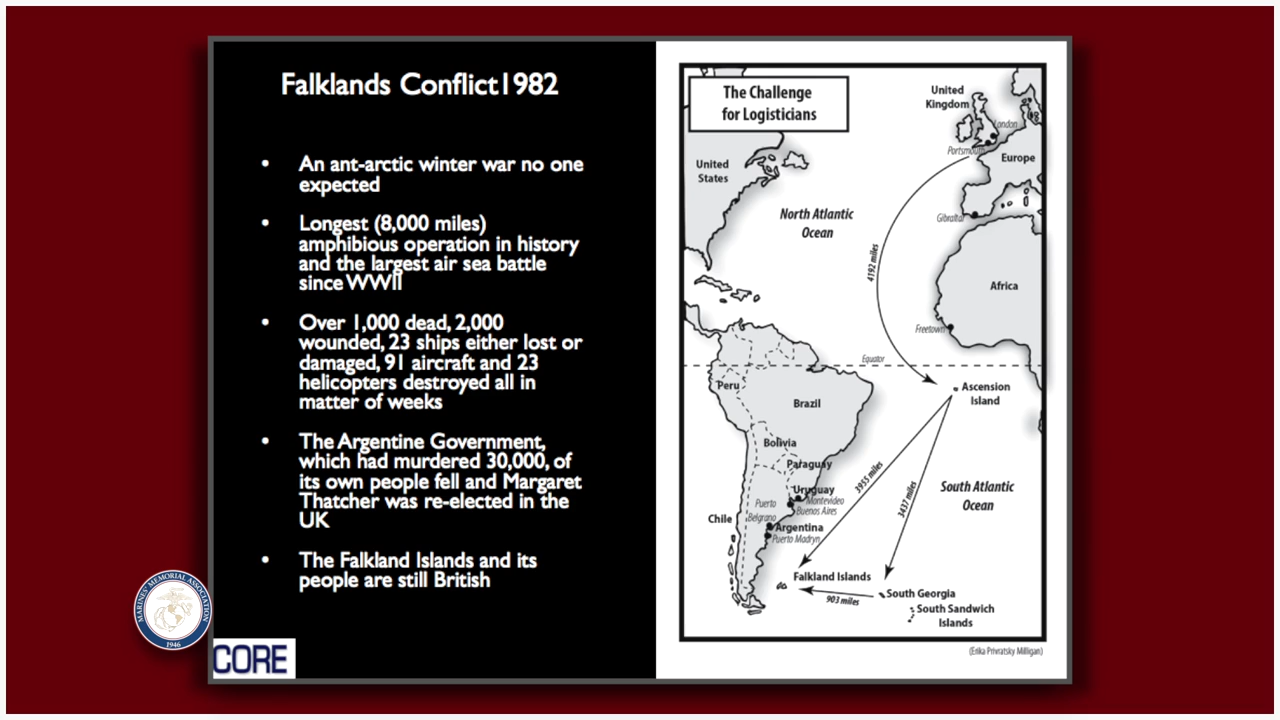 Falklands Conflict1982
• An ant-arctic winter war no one
expected
• Longest (8,000 miles)
amphibious operation in history
and the largest air sea battle
since WWII
• Over 1,000 dead, 2,000
wounded, 23 ships either lost or
damaged, 91 aircraft and 23
helicopters destroyed all in
matter of weeks
• The Argentine Government,
which had murdered 30,000, of
its own people fell and Margaret
Thatcher was re-elected in the
UK
• The Falkland Islands and its
people are still British
MARINES' MEMORIAL ASSOCIATION
1946
CORE
The Challenge
for Logisticians
United
Kingdom
London
Portsmouth
Europe
United
States
North Atlantic
Ocean
Gibraltar
4192 miles
Africa
Freetown
Equator
Peru
Ascension
Island
Brazil
Bolivia
Paraguay
3955 miles
Uruguay
Montevideo
Buenos Aires
3437 miles
South Atlantic
Ocean
Puerto
Belgrano
Chile
Argentina
Puerto Madryn
Falkland Islands
903 miles
South Georgia
South Sandwich
Islands
(Erika Privratsky Milligan)